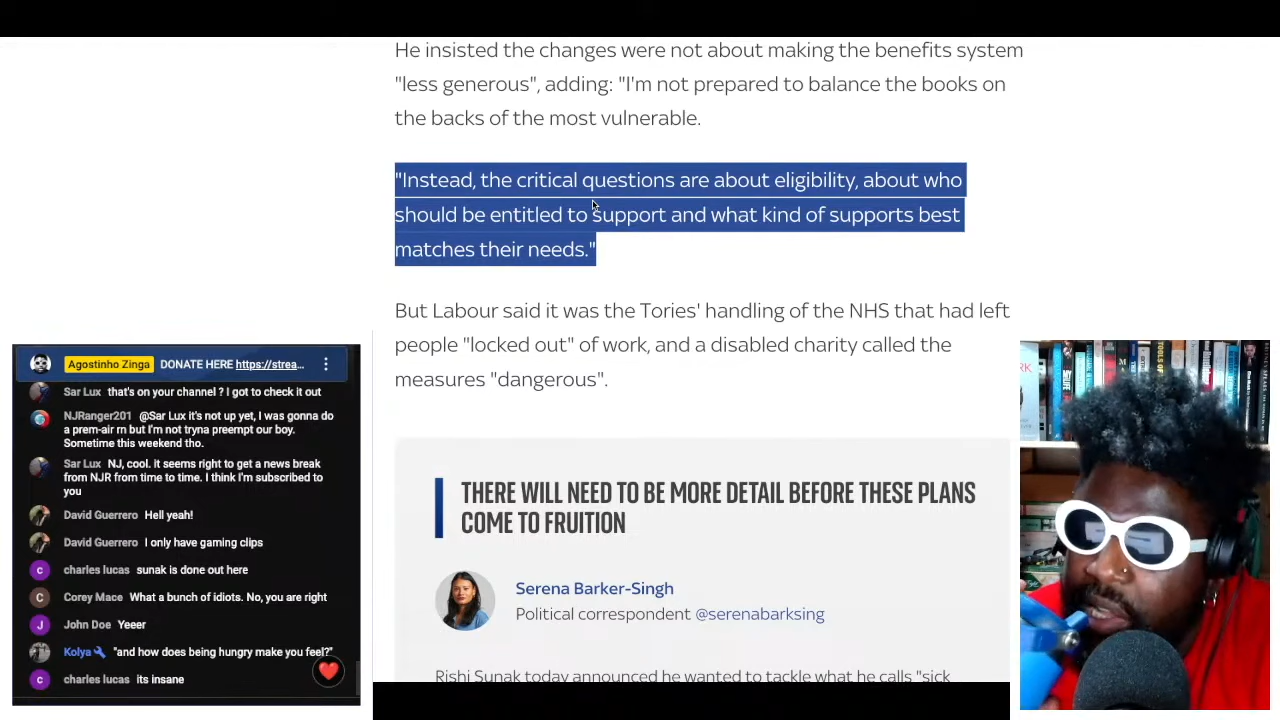 He insisted the changes were not about making the benefits system
"less generous", adding: "I'm not prepared to balance the books on
the backs of the most vulnerable.
"Instead, the critical questions are about eligibility, about who
should be entitled to support and what kind of supports best
matches their needs."
But Labour said it was the Tories' handling of the NHS that had left
people "locked out" of work, and a disabled charity called the
measures "dangerous".
THERE WILL NEED TO BE MORE DETAIL BEFORE THESE PLANS
COME TO FRUITION
Serena Barker-Singh
Political correspondent @serenabarksing
Rishi Sunak today announced he wanted to tackle what he calls "sick
Agostinho Zinga DONATE HERE https://strea...
Sar Lux that's on your channel ? I got to check it out
NJRanger201 @Sar Lux it's not up yet, I was gonna do
a prem-air rn but I'm not tryna preempt our boy.
Sometime this weekend tho.
Sar Lux NJ, cool. it seems right to get a news break
from NJR from time to time. I think I'm subscribed to
you
David Guerrero Hell yeah!
David Guerrero I only have gaming clips
c charles lucas sunak is done out here
C Corey Mace What a bunch of idiots. No, you are right
J John Doe Yeeer
Kolya "and how does being hungry make you feel?"
c charles lucas its insane